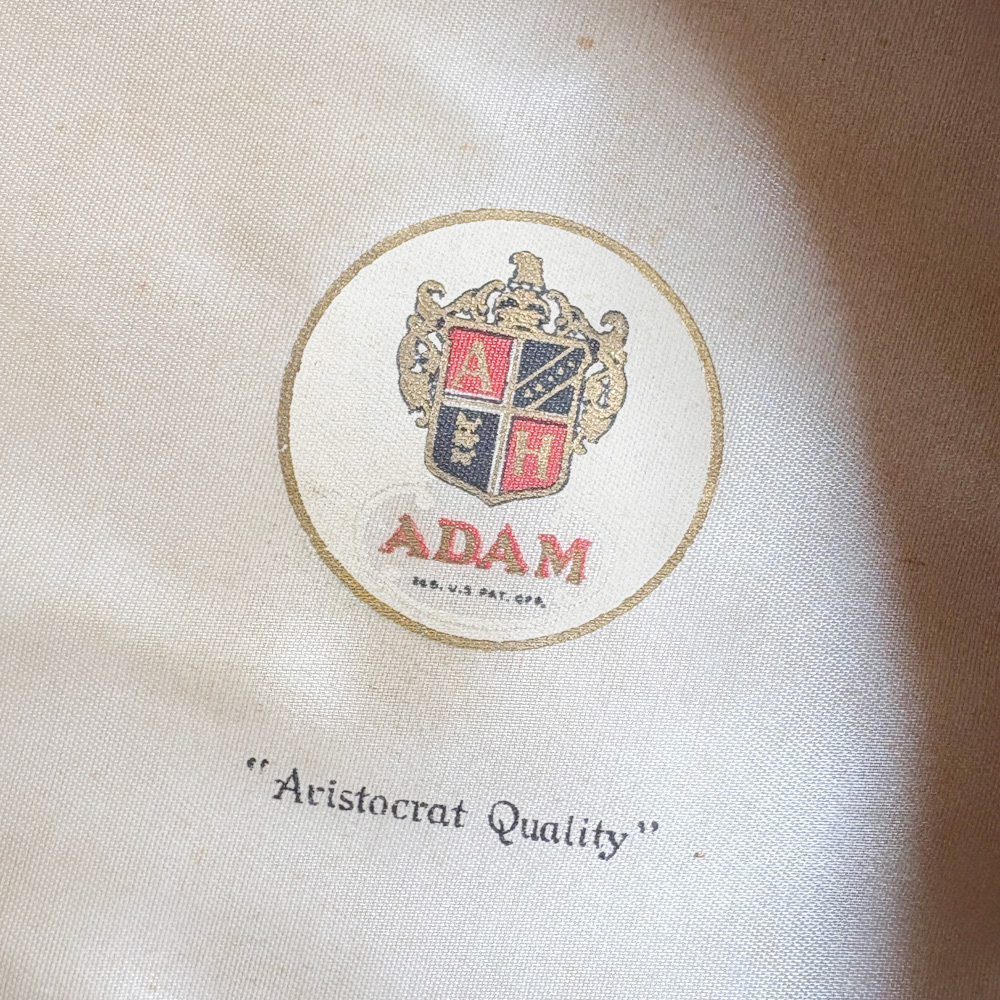 A
H
ADAM
REG. U.S. PAT. OFF.
"Aristocrat Quality"